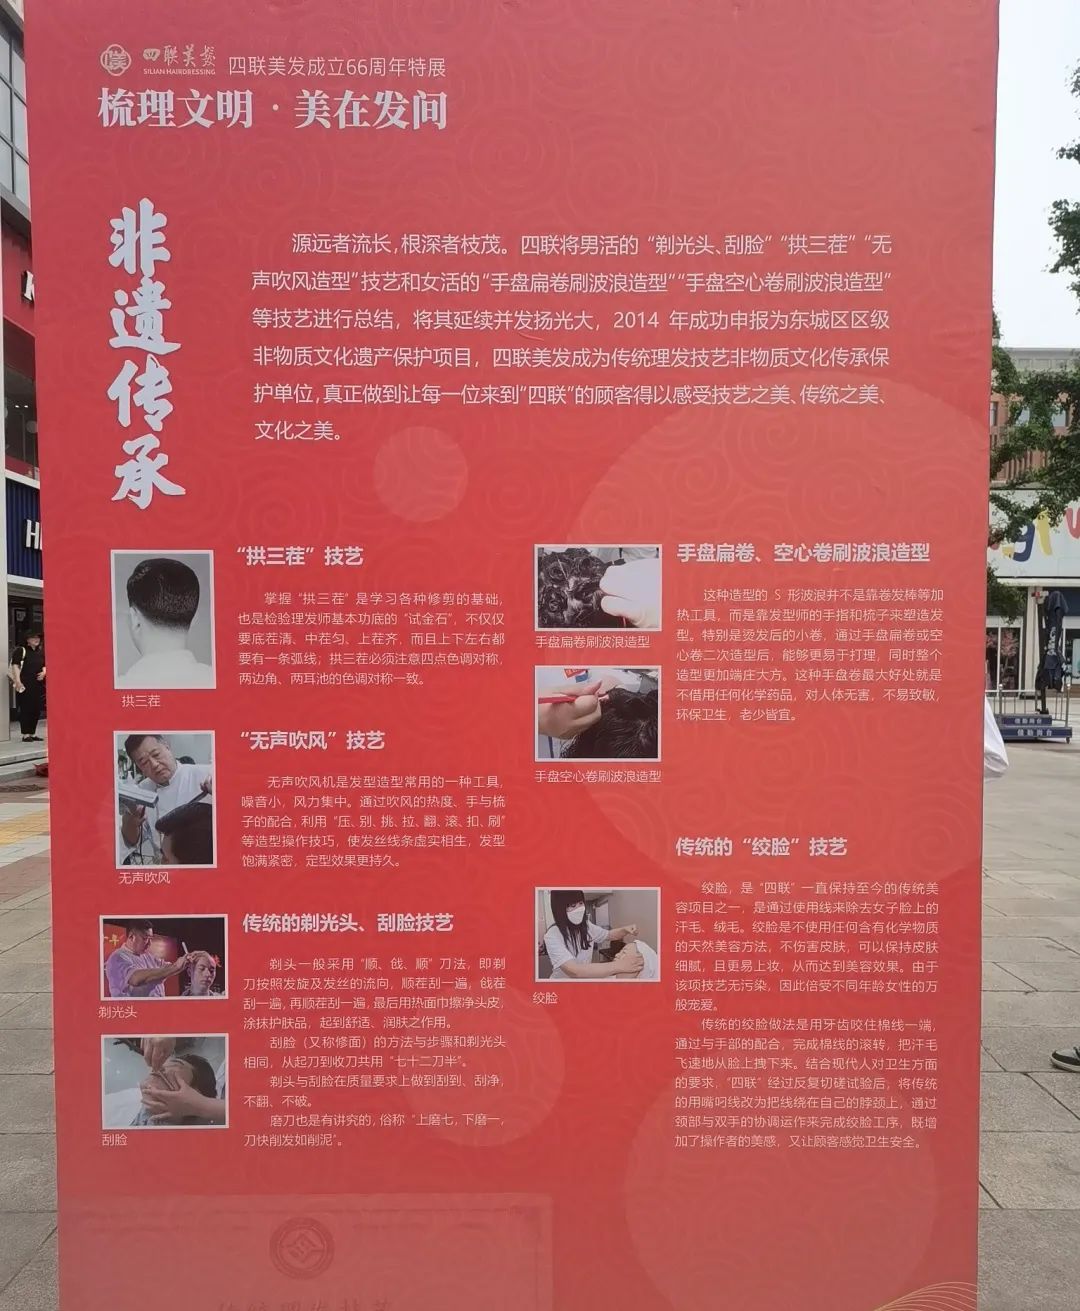 四联美发
SILIAN HAIRDRESSING
四联美发成立66周年特展
梳理文明·美在发间
非遗传承
源远者流长，根深者枝茂。四联将男活的“剃光头、刮脸”“拱三茬”“无
声吹风造型”技艺和女活的“手盘扁卷刷波浪造型”“手盘空心卷刷波浪造型”
等技艺进行总结，将其延续并发扬光大，2014 年成功申报为东城区区级
非物质文化遗产保护项目，四联美发成为传统理发技艺非物质文化传承保
护单位，真正做到让每一位来到“四联”的顾客得以感受技艺之美、传统之美、
文化之美。
“拱三茬”技艺
掌握“拱三茬”是学习各种修剪的基础，
也是检验理发师基本功底的“试金石”，不仅仅
要底茬清、中茬匀、上茬齐，而且上下左右都
要有一条弧线；拱三茬必须注意四点色调对称，
两边角、两耳池的色调对称一致。
拱三茬
“无声吹风”技艺
无声吹风机是发型造型常用的一种工具，
噪音小，风力集中。通过吹风的热度、手与梳
子的配合，利用“压、别、挑、拉、翻、滚、扣、刷”
等造型操作技巧，使发丝线条虚实相生，发型
饱满紧密，定型效果更持久。
无声吹风
传统的剃光头、刮脸技艺
剃头一般采用“顺、戗、顺”刀法，即剃
刀按照发旋及发丝的流向，顺茬刮一遍，戗在
刮一遍，再顺茬刮一遍，最后用热面巾擦净头皮，
涂抹护肤品，起到舒适、润肤之作用。
刮脸（又称修面）的方法与步骤和剃光头
相同，从起刀到收刀共用“七十二刀半”。
剃头与刮脸在质量要求上做到刮到、刮净，
不翻、不破。
磨刀也是有讲究的，俗称“上磨七，下磨一，
刀快削发如削泥”。
剃光头
刮脸
手盘扁卷、空心卷刷波浪造型
这种造型的 S 形波浪并不是靠卷发棒等加
热工具，而是靠发型师的手指和梳子来塑造发
型。特别是烫发后的小卷，通过手盘扁卷或空
心卷二次造型后，能够更易于打理，同时整个
造型更加端庄大方。这种手盘卷最大好处就是
不借用任何化学药品，对人体无害，不易致敏，
环保卫生，老少皆宜。
手盘扁卷刷波浪造型
手盘空心卷刷波浪造型
传统的“绞脸”技艺
绞脸，是“四联”一直保持至今的传统美
容项目之一，是通过使用线来除去女子脸上的
汗毛、绒毛。绞脸是不使用任何含有化学物质
的天然美容方法，不伤害皮肤，可以保持皮肤
细腻，且更易上妆，从而达到美容效果。由于
该项技艺无污染，因此倍受不同年龄女性的万
般宠爱。
传统的绞脸做法是用牙齿咬住棉线一端，
通过与手部的配合，完成棉线的滚转，把汗毛
飞速地从脸上拽下来。结合现代人对卫生方面
的要求，“四联”经过反复切磋试验后，将传统
的用嘴叼线改为把线绕在自己的脖颈上，通过
颈部与双手的协调运作来完成绞脸工序，既增
加了操作者的美感，又让顾客感觉卫生安全。
绞脸